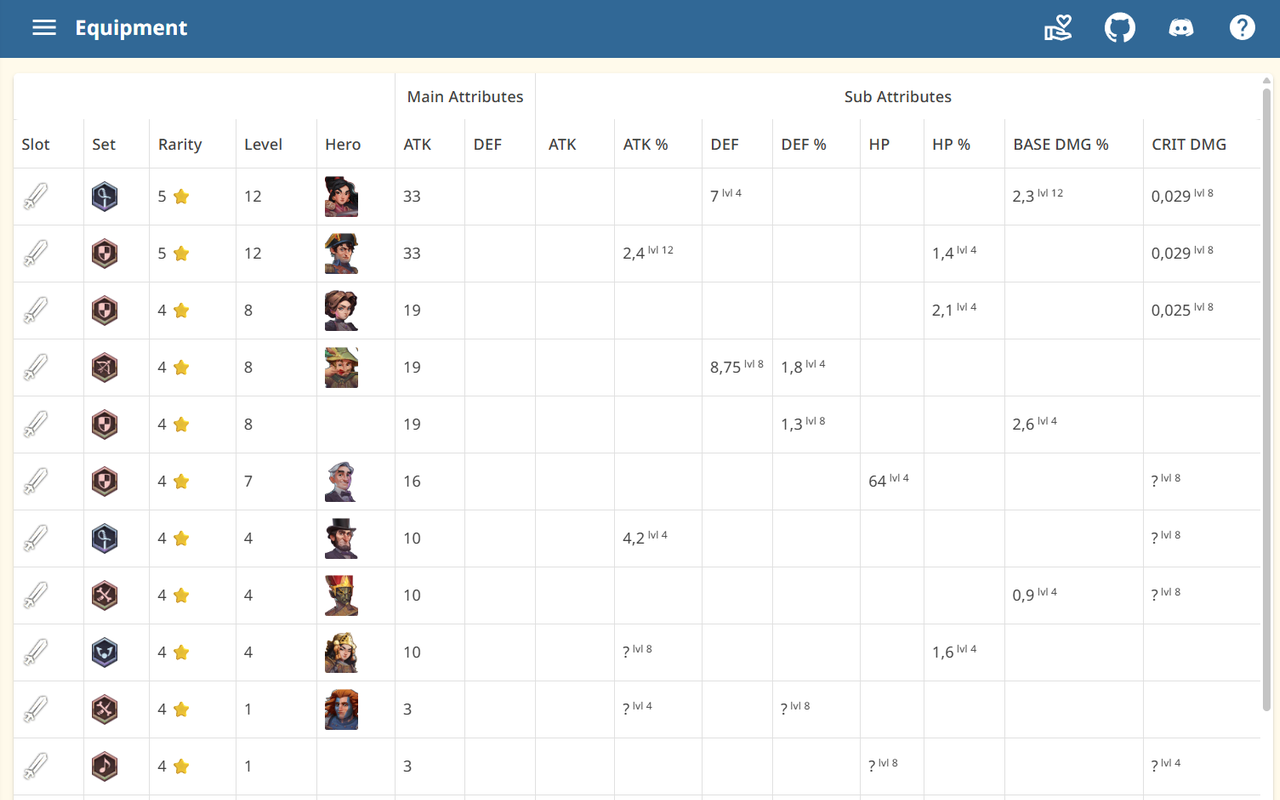 Equipment
Main Attributes Sub Attributes
Slot Set Rarity Level Hero ATK DEF ATK ATK % DEF DEF % HP HP % BASE DMG % CRIT DMG
5 12 33 7 lvl 4 2,3 lvl 12 0,029 lvl 8
5 12 33 2,4 lvl 12 1,4 lvl 4 0,029 lvl 8
4 8 19 2,1 lvl 4 0,025 lvl 8
4 8 19 8,75 lvl 8 1,8 lvl 4
4 8 19 1,3 lvl 8 2,6 lvl 4
4 7 16 64 lvl 4 ? lvl 8
4 4 10 4,2 lvl 4 ? lvl 8
4 4 10 0,9 lvl 4 ? lvl 8
4 4 10 ? lvl 8 1,6 lvl 4
4 1 3 ? lvl 4 ? lvl 8
4 1 3 ? lvl 8 ? lvl 4